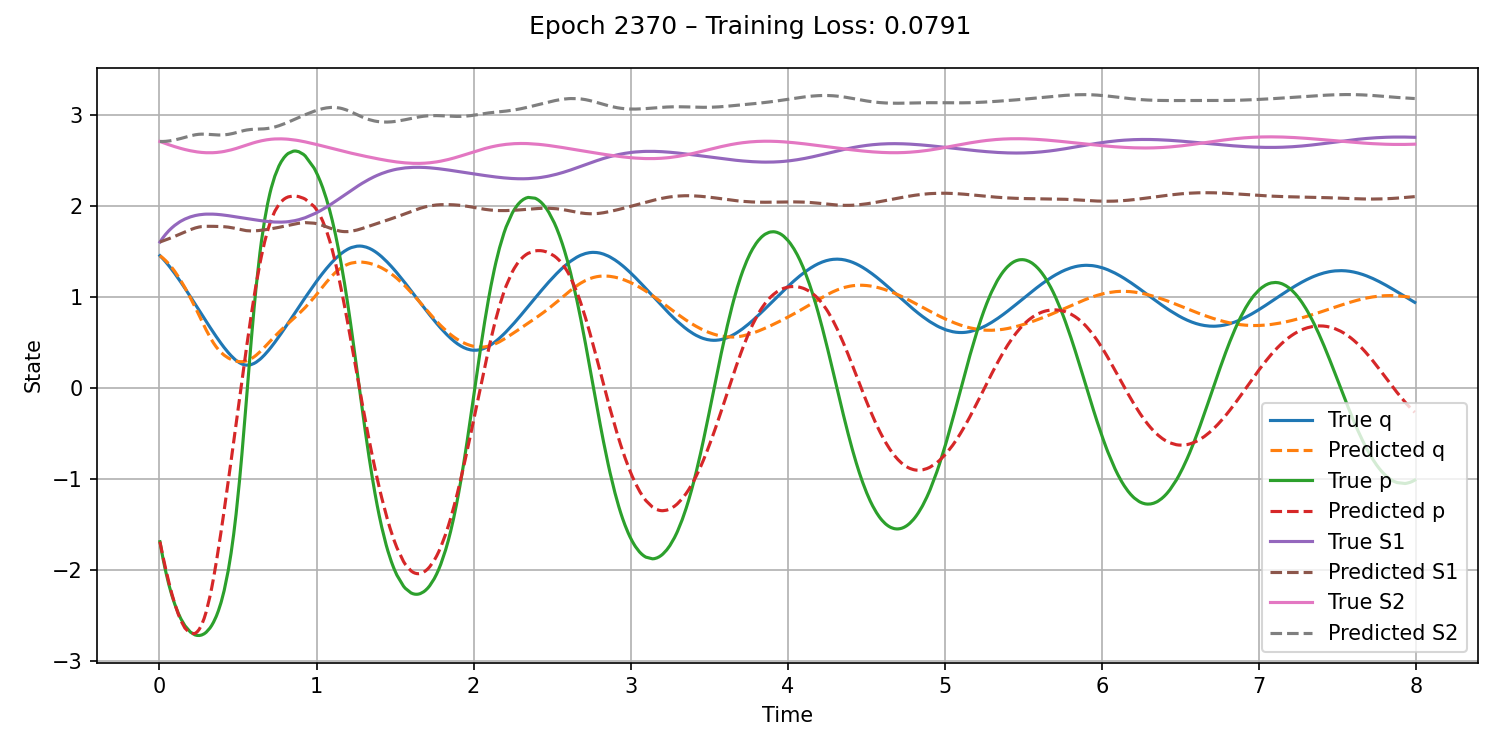 Epoch 2370 – Training Loss: 0.0791
State
3
2
1
0
−1
−2
−3
0 1 2 3 4 5 6 7 8
Time
True q
Predicted q
True p
Predicted p
True S1
Predicted S1
True S2
Predicted S2